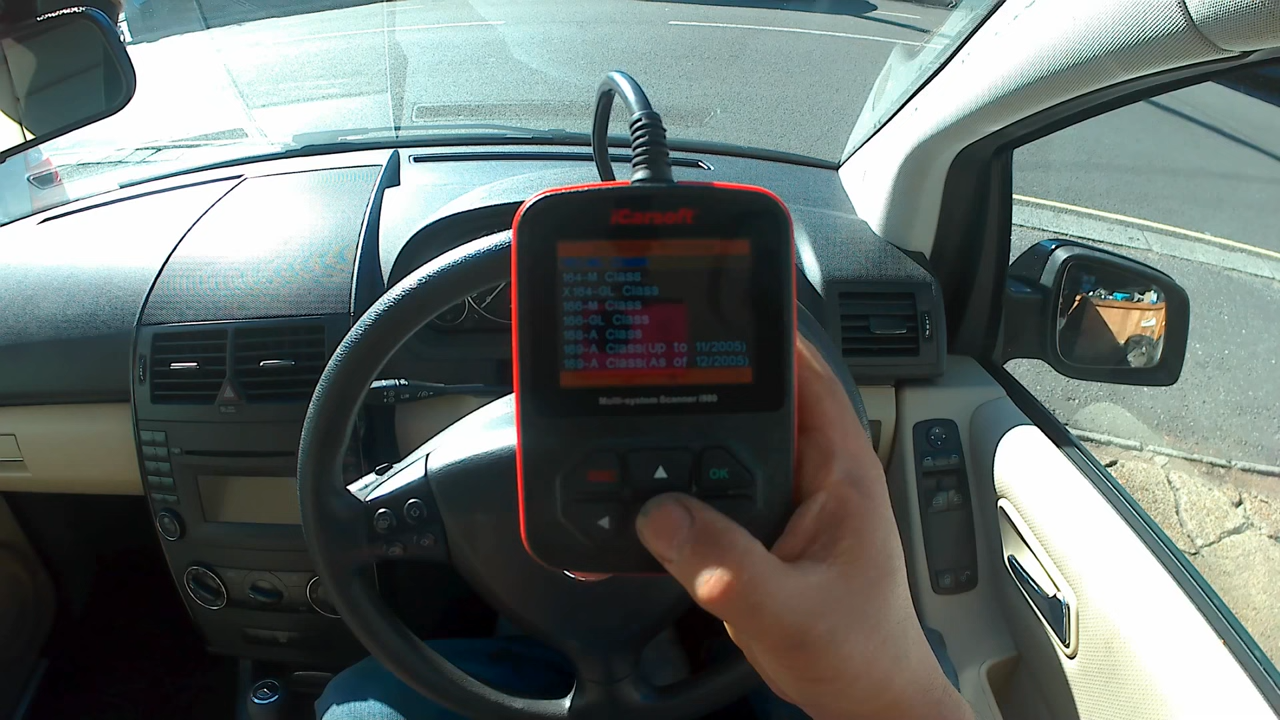 iCarsoft
164-M Class
X164-GL Class
166-M Class
166-GL Class
168-A Class
169-A Class(Up to 11/2005)
169-A Class(As of 12/2005)
Multi-system Scanner i980
OK